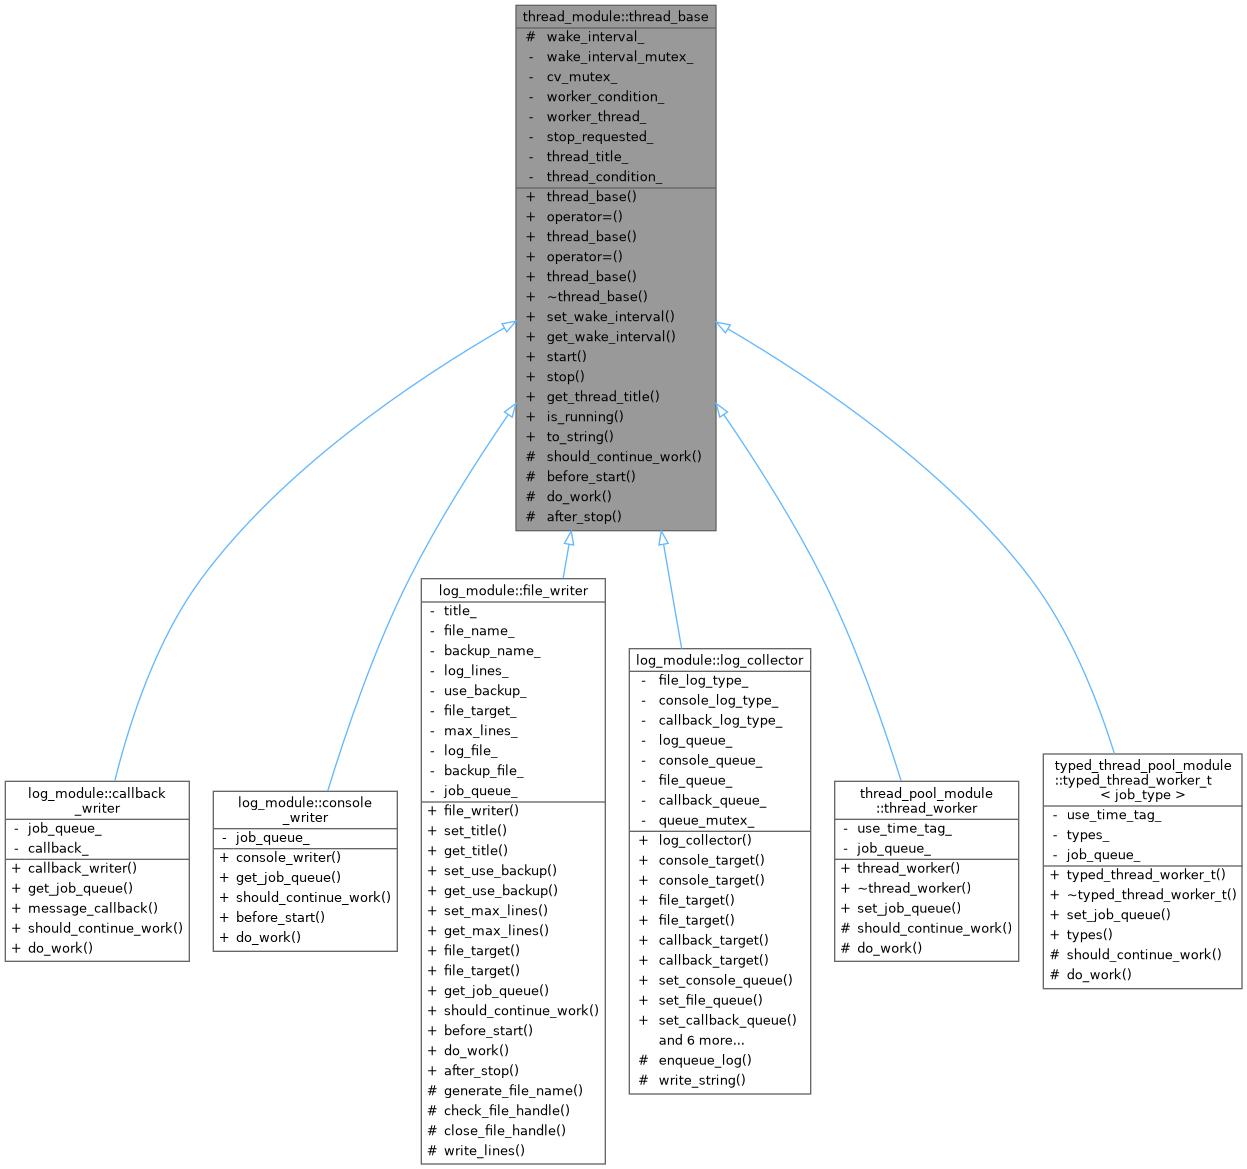 thread_module::thread_base
# wake_interval_
- wake_interval_mutex_
- cv_mutex_
- worker_condition_
- worker_thread_
- stop_requested_
- thread_title_
- thread_condition_
+ thread_base()
+ operator=()
+ thread_base()
+ operator=()
+ thread_base()
+ ~thread_base()
+ set_wake_interval()
+ get_wake_interval()
+ start()
+ stop()
+ get_thread_title()
+ is_running()
+ to_string()
# should_continue_work()
# before_start()
# do_work()
# after_stop()
log_module::callback
_writer
- job_queue_
- callback_
+ callback_writer()
+ get_job_queue()
+ message_callback()
+ should_continue_work()
+ do_work()
log_module::console
_writer
- job_queue_
+ console_writer()
+ get_job_queue()
+ should_continue_work()
+ before_start()
+ do_work()
log_module::file_writer
- title_
- file_name_
- backup_name_
- log_lines_
- use_backup_
- file_target_
- max_lines_
- log_file_
- backup_file_
- job_queue_
+ file_writer()
+ set_title()
+ get_title()
+ set_use_backup()
+ get_use_backup()
+ set_max_lines()
+ get_max_lines()
+ file_target()
+ file_target()
+ get_job_queue()
+ should_continue_work()
+ before_start()
+ do_work()
+ after_stop()
# generate_file_name()
# check_file_handle()
# close_file_handle()
# write_lines()
log_module::log_collector
- file_log_type_
- console_log_type_
- callback_log_type_
- log_queue_
- console_queue_
- file_queue_
- callback_queue_
- queue_mutex_
+ log_collector()
+ console_target()
+ console_target()
+ file_target()
+ file_target()
+ callback_target()
+ callback_target()
+ set_console_queue()
+ set_file_queue()
+ set_callback_queue()
and 6 more...
# enqueue_log()
# write_string()
thread_pool_module
::thread_worker
- use_time_tag_
- job_queue_
+ thread_worker()
+ ~thread_worker()
+ set_job_queue()
# should_continue_work()
# do_work()
typed_thread_pool_module
::typed_thread_worker_t
< job_type >
- use_time_tag_
- types_
- job_queue_
+ typed_thread_worker_t()
+ ~typed_thread_worker_t()
+ set_job_queue()
+ types()
# should_continue_work()
# do_work()